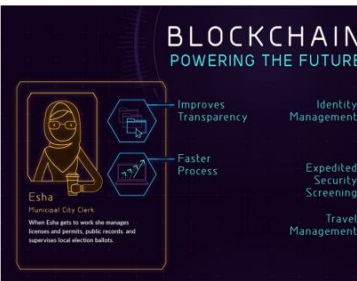 BLOCKCHAIN
POWERING THE FUTURE
Improves
Transparency
Identity
Management
Faster
Process
Expedited
Security
Screening
Travel
Management
Esha
Municipal City Clerk
When Esha gets to work she manages
licenses and permits, public records and
supervises local election ballots.